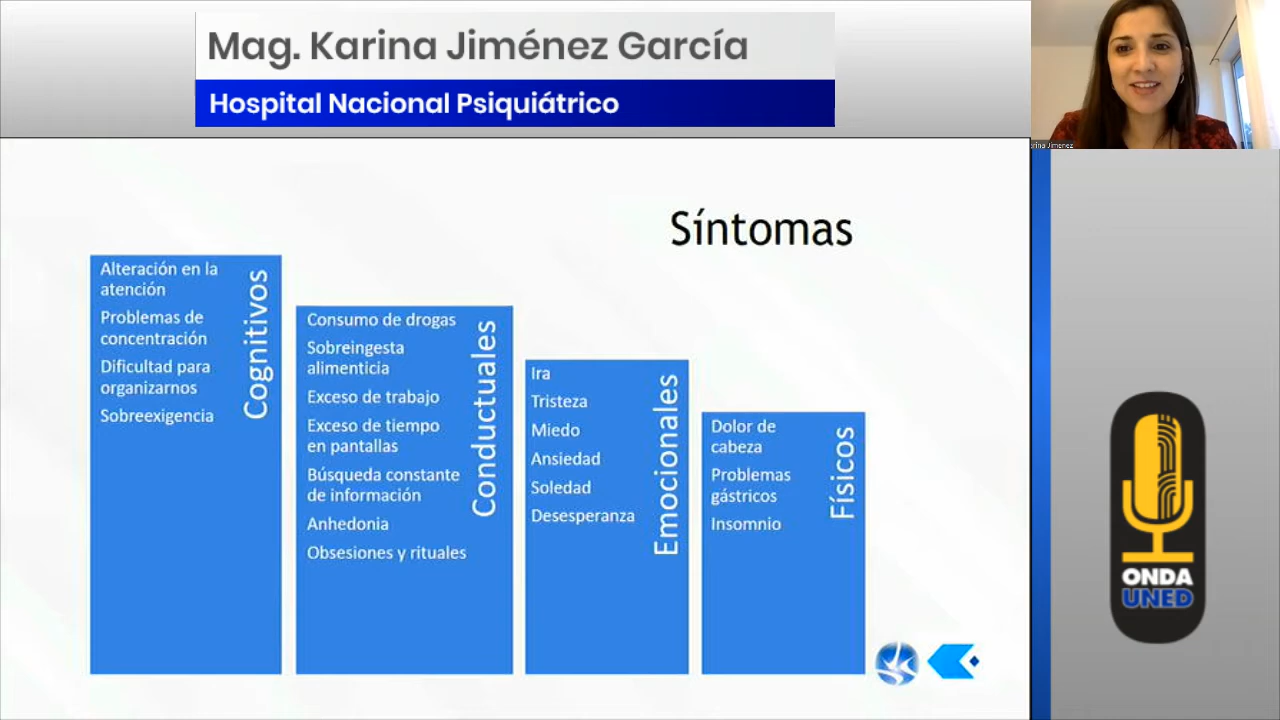 Mag. Karina Jiménez García
Hospital Nacional Psiquiátrico
arina Jimenez
Síntomas
Alteración en la
atención
Problemas de
concentración
Dificultad para
organizarnos
Sobreexigencia
Cognitivos
Consumo de drogas
Sobreingesta
alimenticia
Exceso de trabajo
Exceso de tiempo
en pantallas
Búsqueda constante
de información
Anhedonia
Obsesiones y rituales
Conductuales
Ira
Tristeza
Miedo
Ansiedad
Soledad
Desesperanza
Emocionales
Dolor de
cabeza
Problemas
gástricos
Insomnio
Físicos
ONDA
UNED